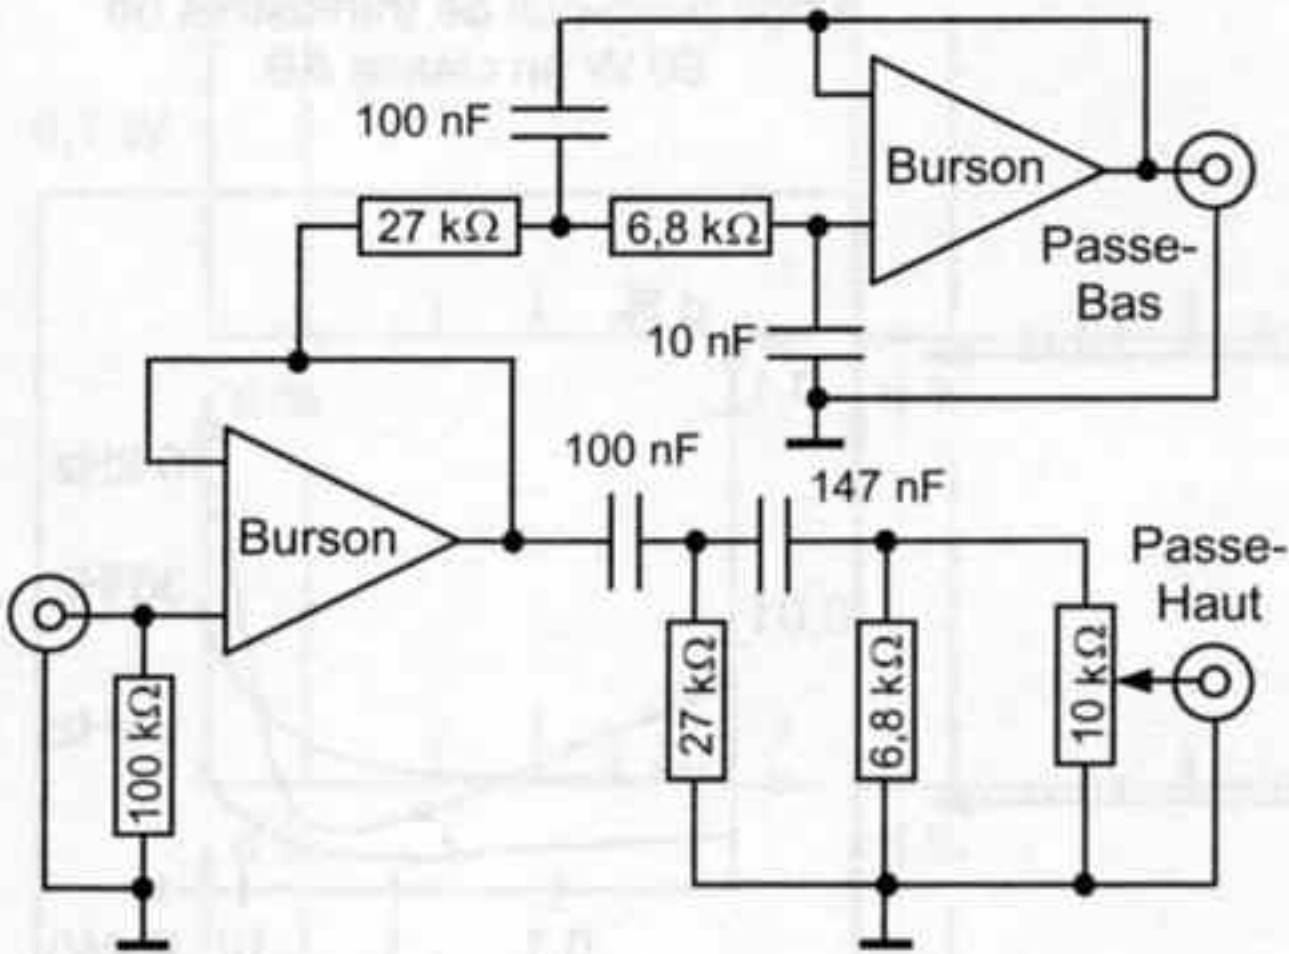 100 nF
Burson
27 kΩ
6,8 kΩ
Passe-
Bas
10 nF
100 nF
147 nF
Burson
Passe-
Haut
100 kΩ
27 kΩ
6,8 kΩ
10 kΩ